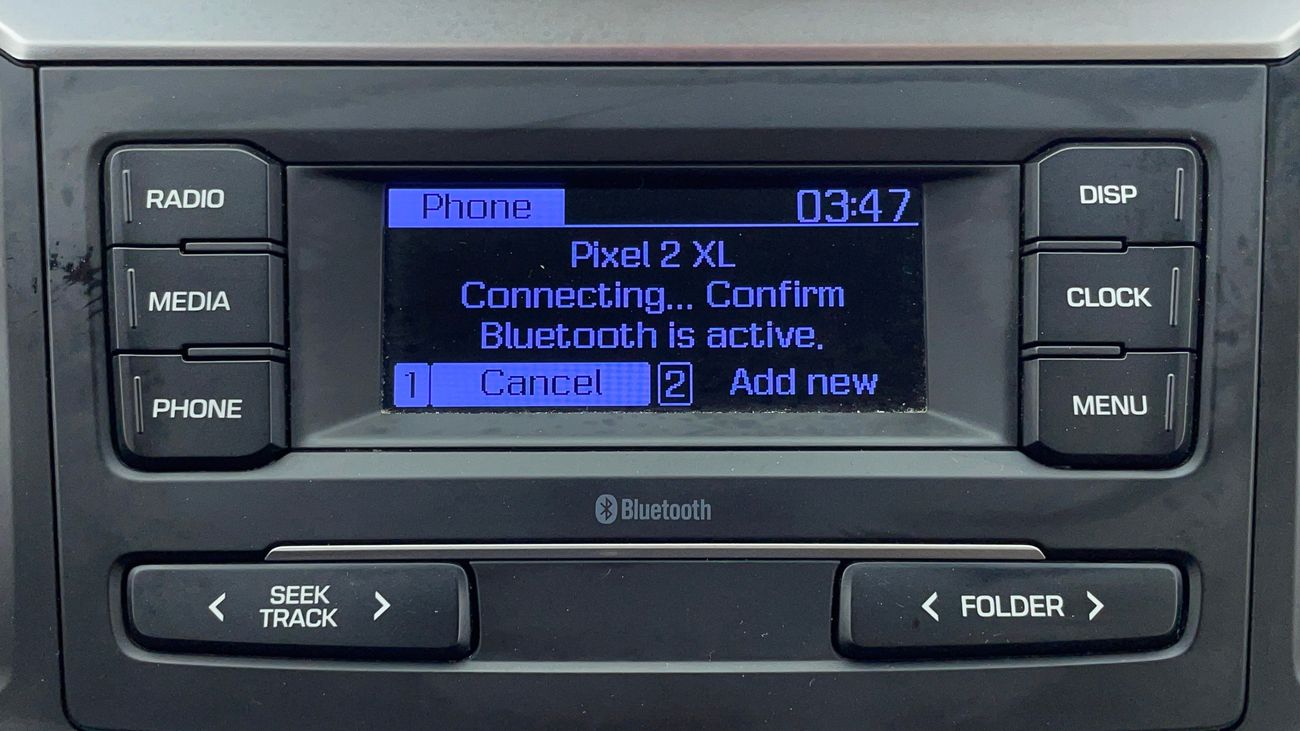 RADIO
MEDIA
PHONE
Phone 03:47
Pixel 2 XL
Connecting... Confirm
Bluetooth is active.
1 Cancel 2 Add new
DISP
CLOCK
MENU
Bluetooth
< SEEK
TRACK >
< FOLDER >